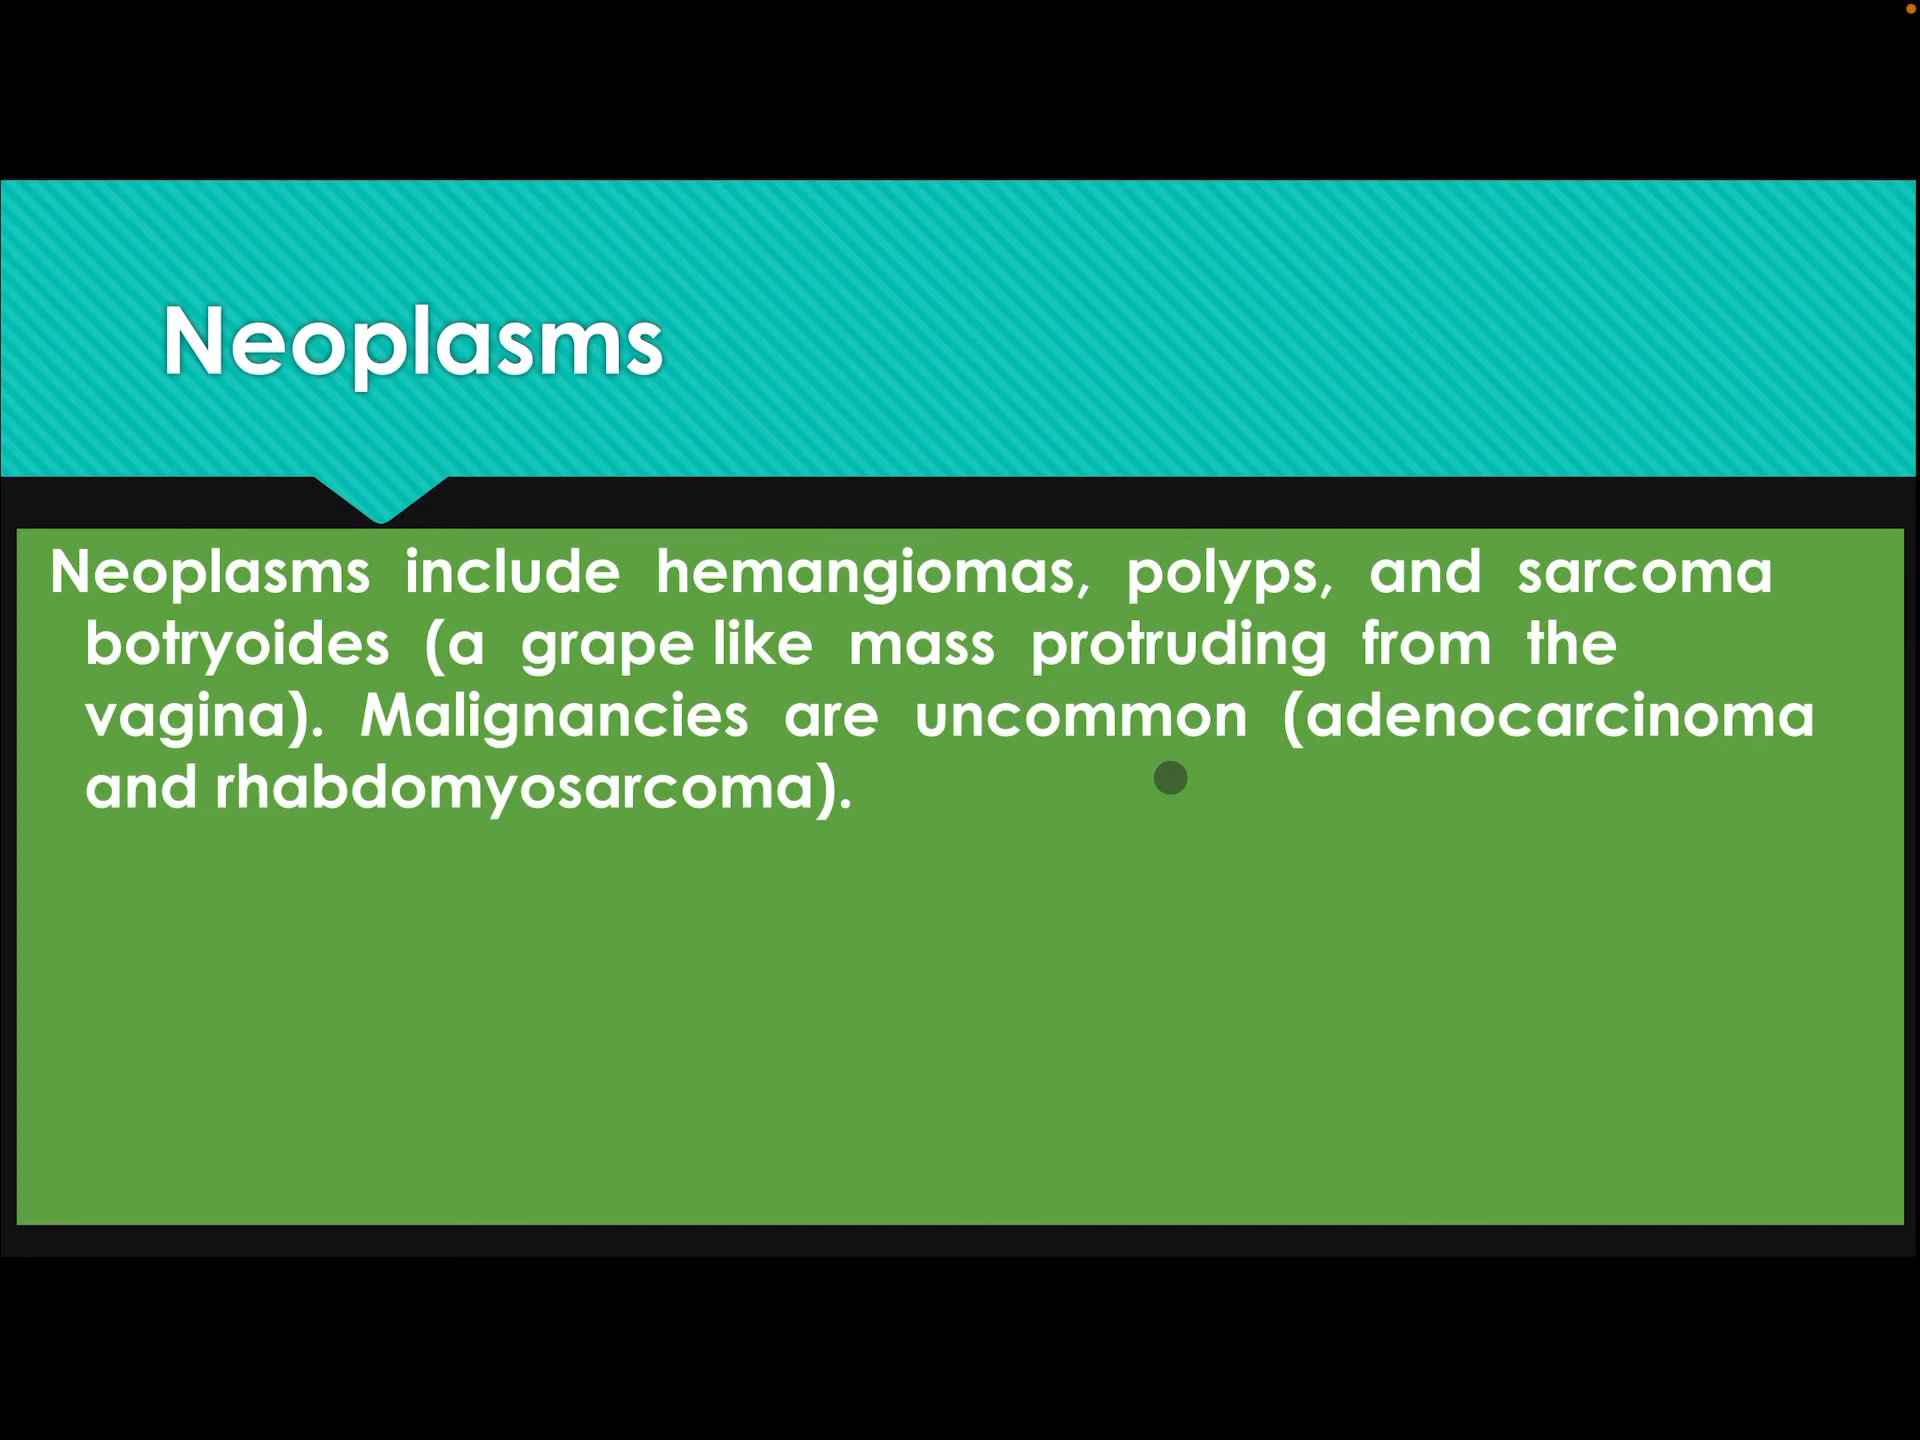 Neoplasms
Neoplasms include hemangiomas, polyps, and sarcoma
botryoides (a grape like mass protruding from the
vagina). Malignancies are uncommon (adenocarcinoma
and rhabdomyosarcoma).